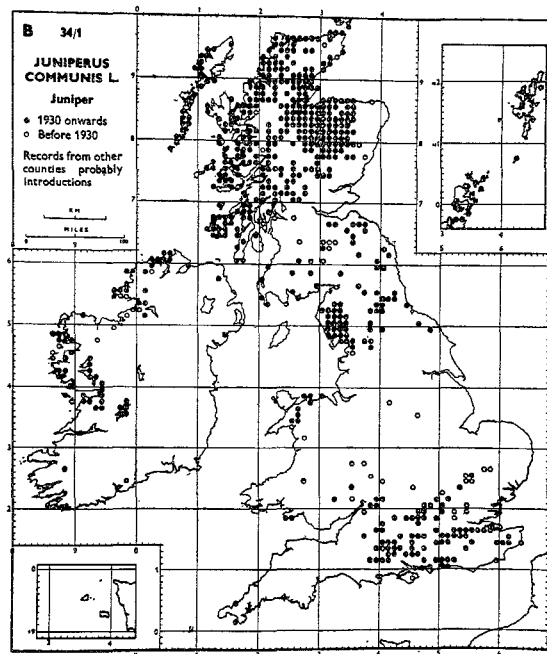 B 34/1
JUNIPERUS
COMMUNIS L.
Juniper
1930 onwards
Before 1930
Records from other
counties probably
introductions
KM
MILES
0 100